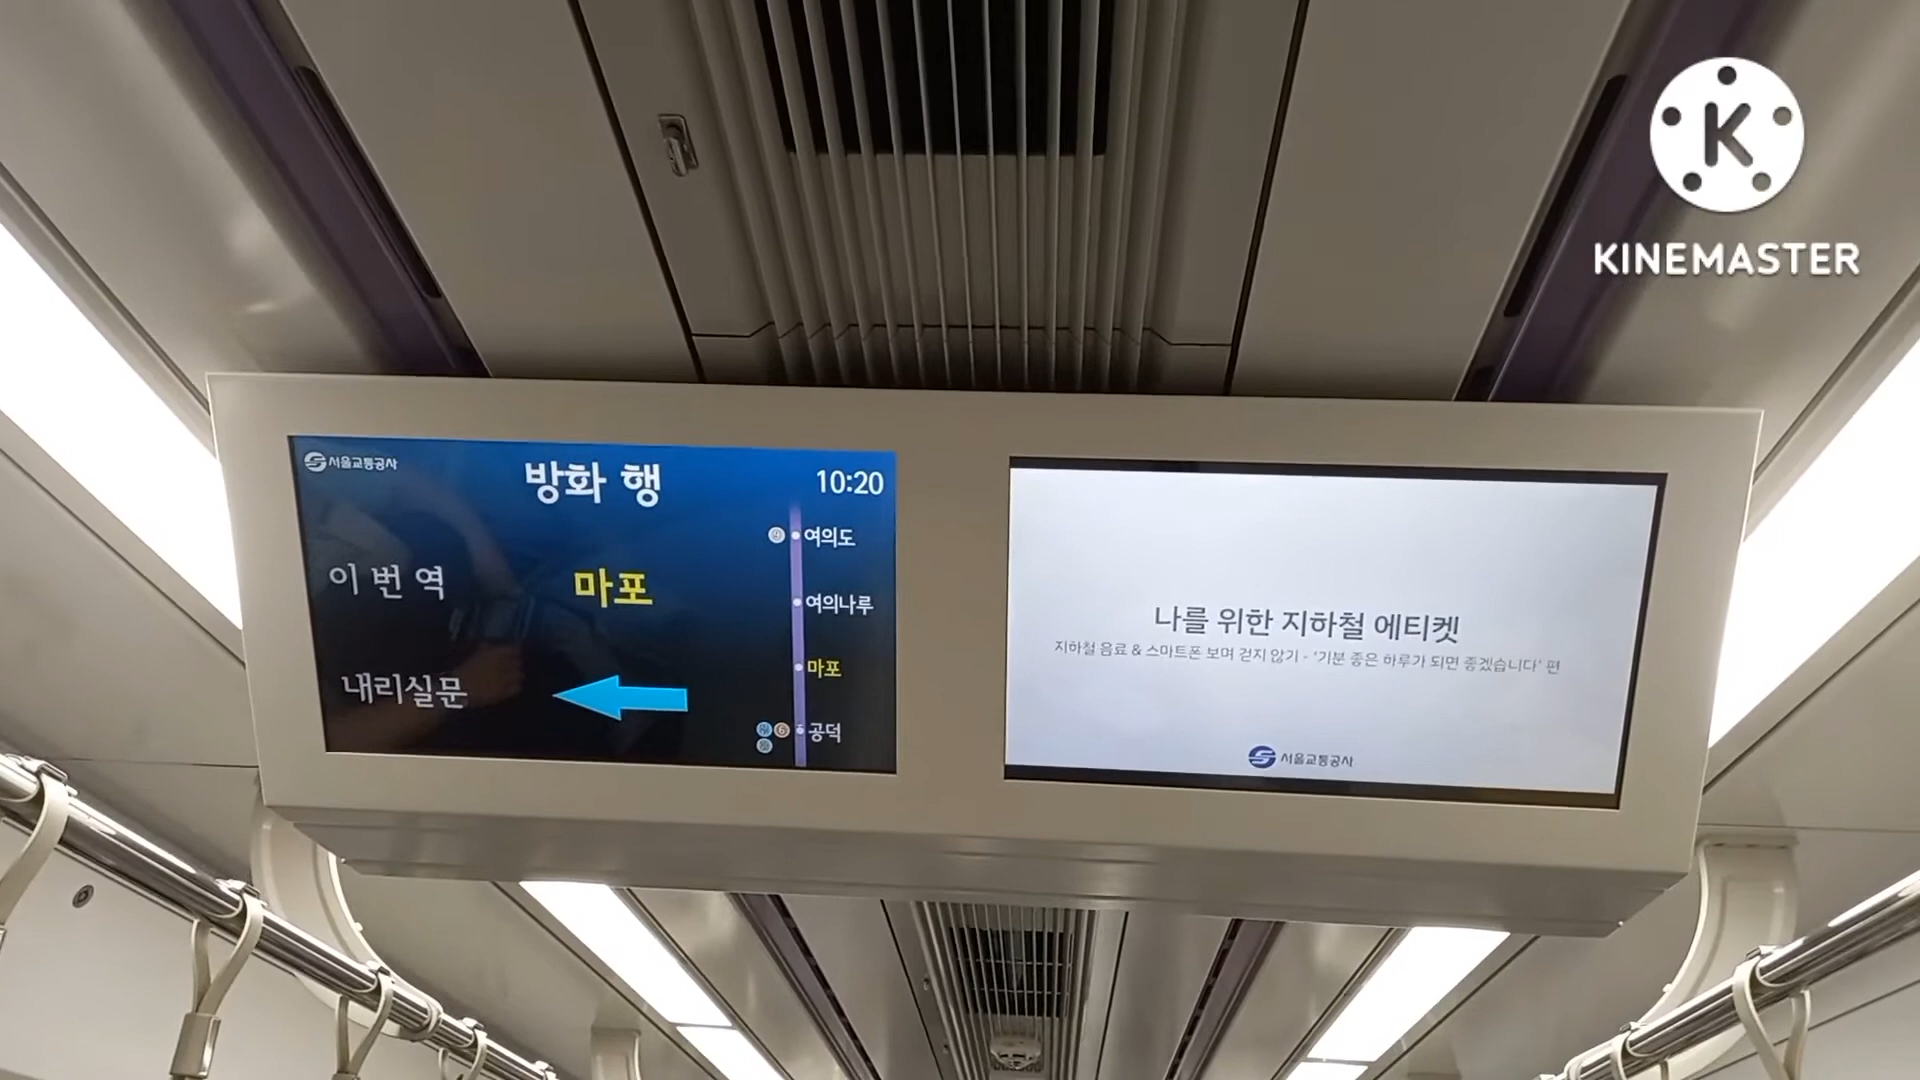 K
KINEMASTER
서울교통공사
방화 행
10:20
이번역
마포
내리실문
9
여의도
여의나루
마포
6
공덕
나를 위한 지하철 에티켓
지하철 음료 & 스마트폰 보며 걷지 않기 - '기분 좋은 하루가 되면 좋겠습니다' 편
서울교통공사